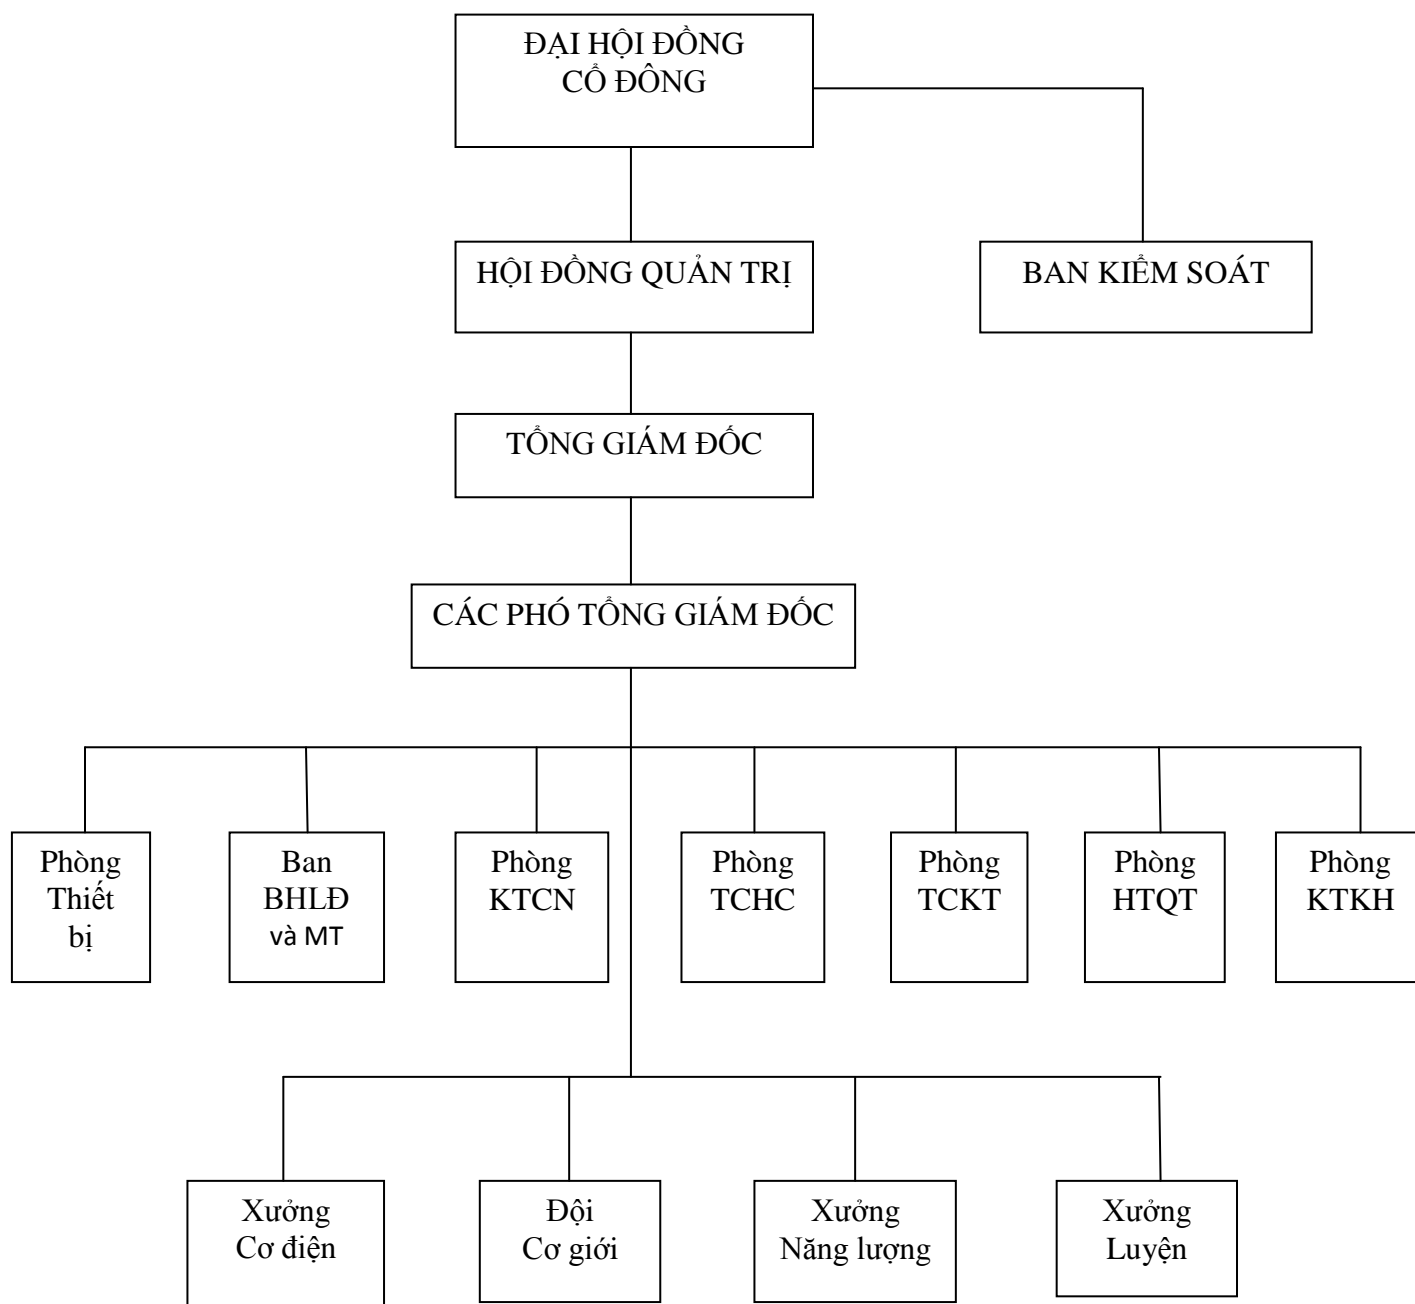 ĐẠI HỘI ĐỒNG
CỔ ĐÔNG
HỘI ĐỒNG QUẢN TRỊ
BAN KIỂM SOÁT
TỔNG GIÁM ĐỐC
CÁC PHÓ TỔNG GIÁM ĐỐC
Phòng
Thiết
bị
Ban
BHLĐ
và MT
Phòng
KTCN
Phòng
TCHC
Phòng
TCKT
Phòng
HTQT
Phòng
KTKH
Xưởng
Cơ điện
Đội
Cơ giới
Xưởng
Năng lượng
Xưởng
Luyện